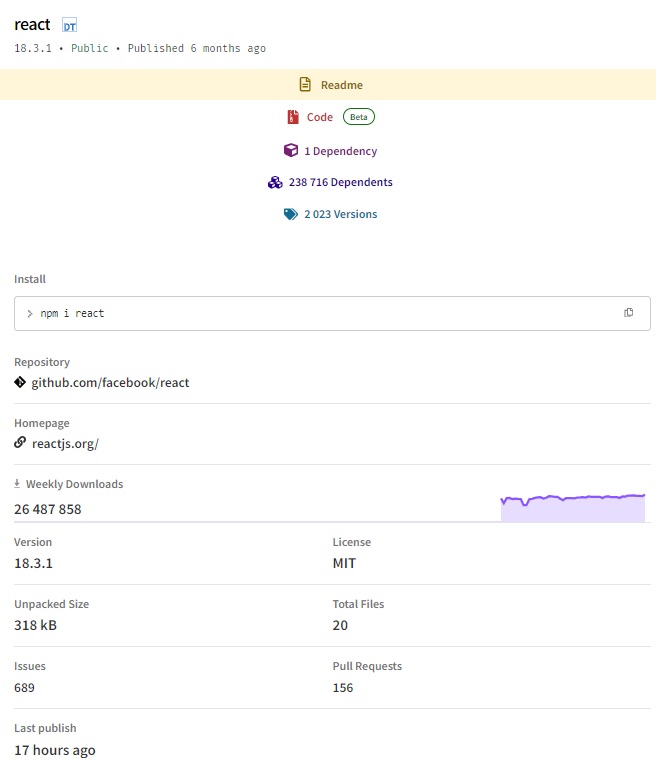 react DT
18.3.1 • Public • Published 6 months ago
Readme
Code Beta
1 Dependency
238 716 Dependents
2 023 Versions
Install
npm i react
Repository
github.com/facebook/react
Homepage
reactjs.org/
Weekly Downloads
26 487 858
Version License
18.3.1 MIT
Unpacked Size Total Files
318 kB 20
Issues Pull Requests
689 156
Last publish
17 hours ago